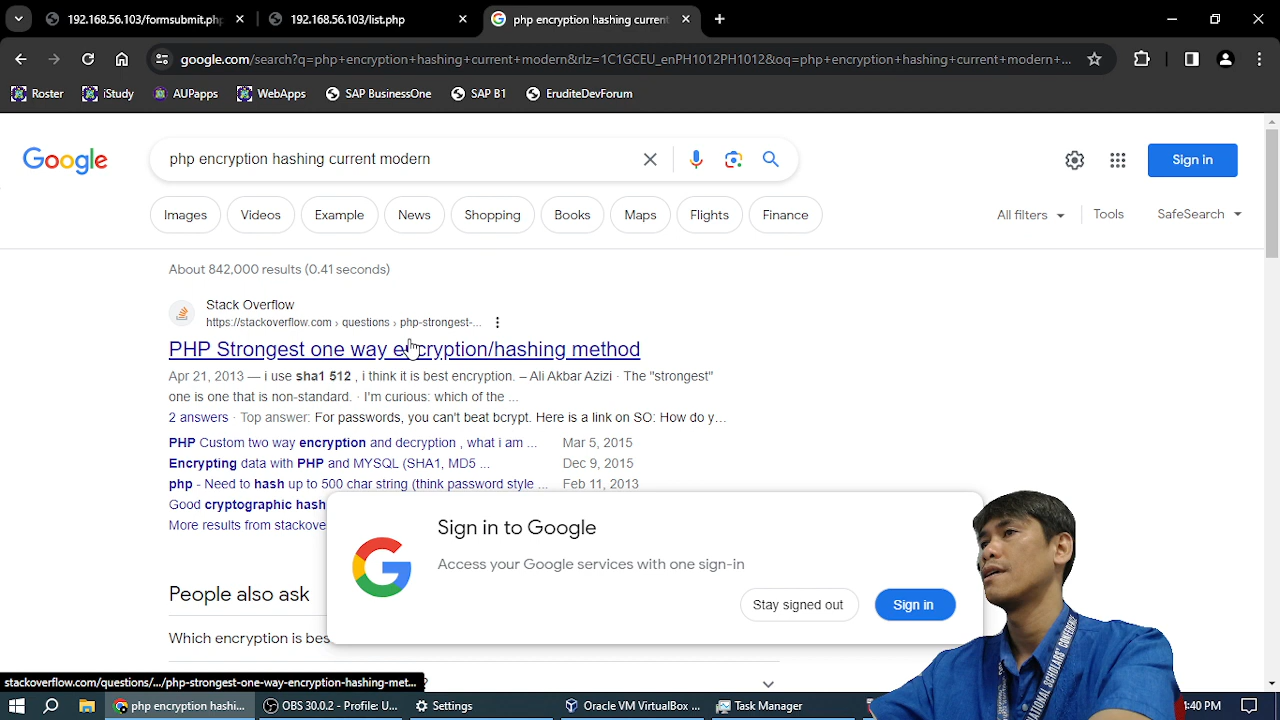 192.168.56.103/formsubmit.php
192.168.56.103/list.php
php encryption hashing current
google.com/search?q=php+encryption+hashing+current+modern&rlz=1C1GCEU_enPH1012PH1012&oq=php+encryption+hashing+current+modern+...
Roster
iStudy
AUPapps
WebApps
SAP BusinessOne
SAP B1
EruditeDevForum
Google
php encryption hashing current modern
Sign in
Images
Videos
Example
News
Shopping
Books
Maps
Flights
Finance
All filters
Tools
SafeSearch
About 842,000 results (0.41 seconds)
Stack Overflow
https://stackoverflow.com › questions › php-strongest-...
PHP Strongest one way encryption/hashing method
Apr 21, 2013 — i use sha1 512 , i think it is best encryption. – Ali Akbar Azizi · The "strongest"
one is one that is non-standard. · I'm curious: which of the ...
2 answers · Top answer: For passwords, you can't beat bcrypt. Here is a link on SO: How do y...
PHP Custom two way encryption and decryption , what i am ... Mar 5, 2015
Encrypting data with PHP and MYSQL (SHA1, MD5 ... Dec 9, 2015
php - Need to hash up to 500 char string (think password style ... Feb 11, 2013
Good cryptographic hash
More results from stackove
Sign in to Google
Access your Google services with one sign-in
Stay signed out
Sign in
People also ask
Which encryption is bes
stackoverflow.com/questions/.../php-strongest-one-way-encryption-hashing-met...
NATIONAL SCHOLARS' CONFERENCE
php encryption hashi...
OBS 30.0.2 - Profile: U...
Settings
Oracle VM VirtualBox ...
Task Manager
:40 PM